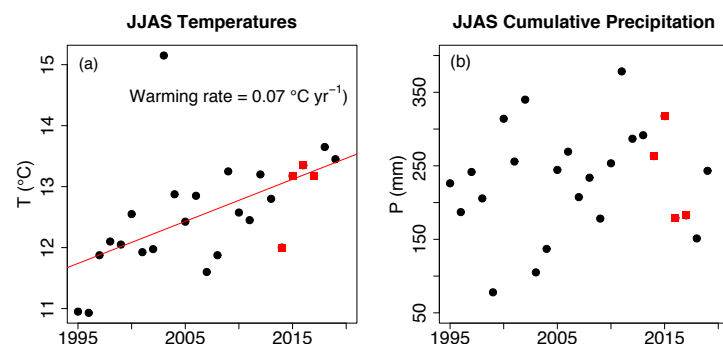 JJAS Temperatures
(a)
Warming rate = 0.07 °C yr⁻¹)
T (°C)
15
14
13
12
11
1995
2005
2015
JJAS Cumulative Precipitation
(b)
P (mm)
350
250
150
50
1995
2005
2015